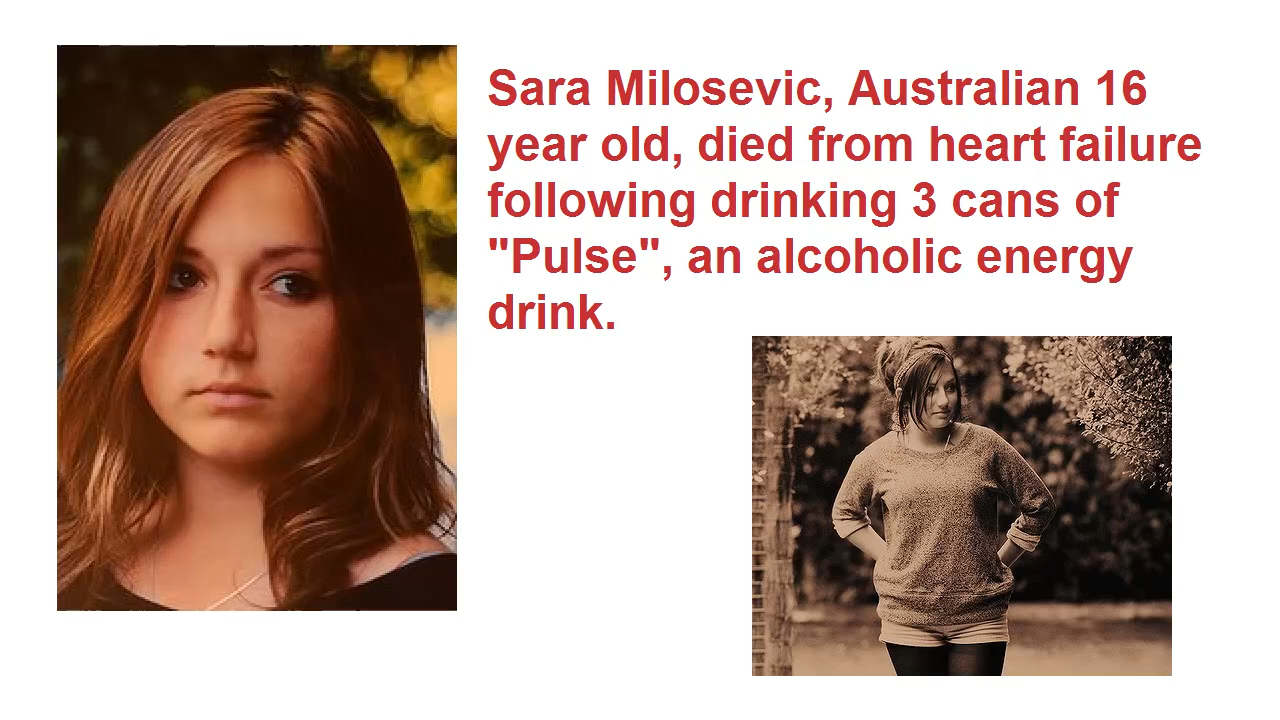 Sara Milosevic, Australian 16
year old, died from heart failure
following drinking 3 cans of
"Pulse", an alcoholic energy
drink.